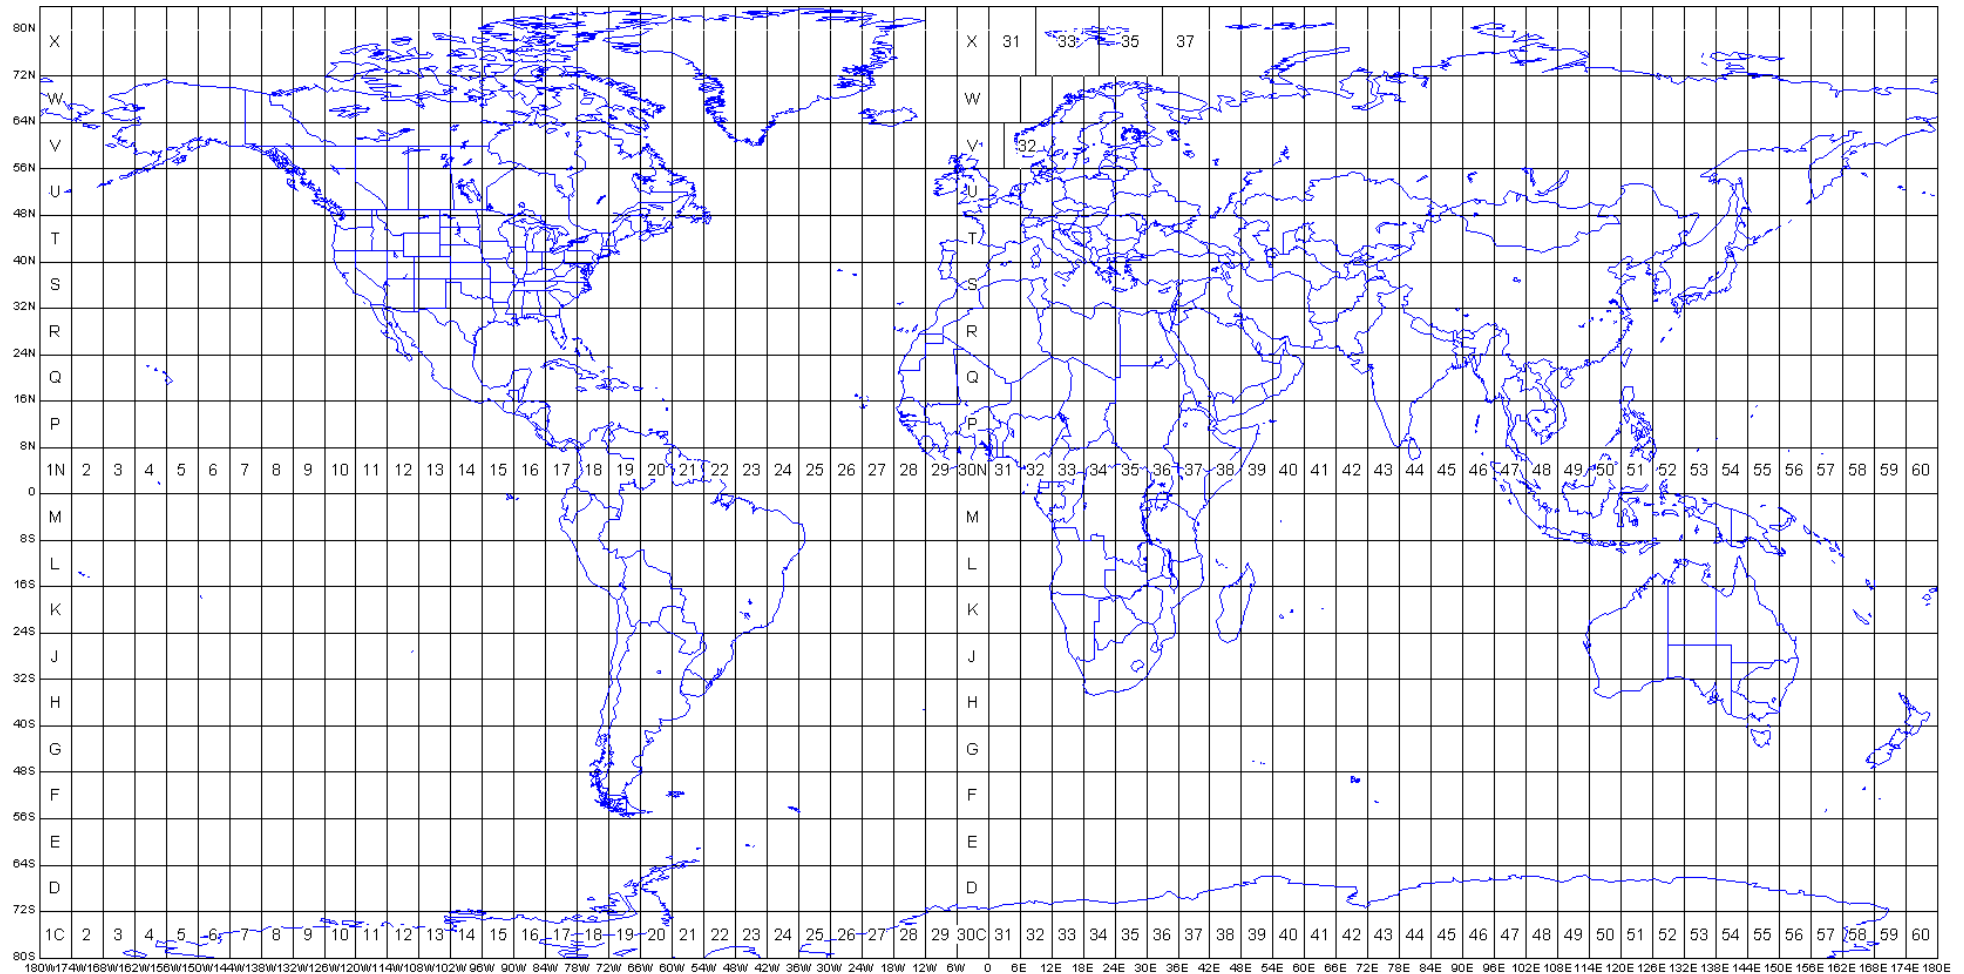 80N X X 31 33 35 37
72N
W W
64N
V V 32
56N
U U
48N
T T
40N
S S
32N
R R
24N
Q Q
16N
P P
8N
1N 2 3 4 5 6 7 8 9 10 11 12 13 14 15 16 17 18 19 20 21 22 23 24 25 26 27 28 29 30N 31 32 33 34 35 36 37 38 39 40 41 42 43 44 45 46 47 48 49 50 51 52 53 54 55 56 57 58 59 60
0
M M
8S
L L
16S
K K
24S
J J
32S
H H
40S
G G
48S
F F
56S
E E
64S
D D
72S
1C 2 3 4 5 6 7 8 9 10 11 12 13 14 15 16 17 18 19 20 21 22 23 24 25 26 27 28 29 30C 31 32 33 34 35 36 37 38 39 40 41 42 43 44 45 46 47 48 49 50 51 52 53 54 55 56 57 58 59 60
80S
180W 174W 168W 162W 156W 150W 144W 138W 132W 126W 120W 114W 108W 102W 96W 90W 84W 78W 72W 66W 60W 54W 48W 42W 36W 30W 24W 18W 12W 6W 0 6E 12E 18E 24E 30E 36E 42E 48E 54E 60E 66E 72E 78E 84E 90E 96E 102E 108E 114E 120E 126E 132E 138E 144E 150E 156E 162E 168E 174E 180E